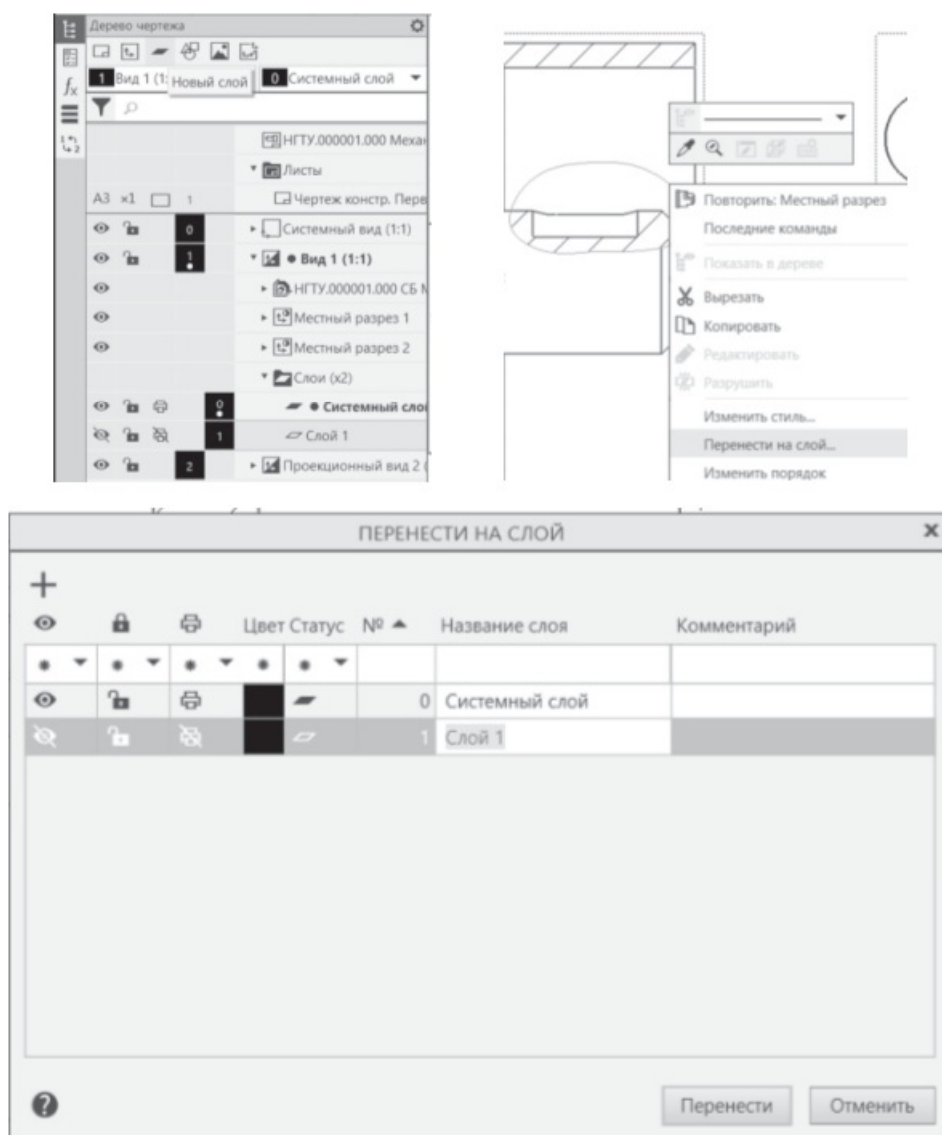 Дерево чертежа
1 Вид 1 (1: Новый слой 0 Системный слой
НГТУ.000001.000 Механ
Листы
А3 ×1 1 Чертеж констр. Перв
0 Системный вид (1:1)
1 Вид 1 (1:1)
НГТУ.000001.000 СБ М
Местный разрез 1
Местный разрез 2
Слои (x2)
0 Системный сло
1 Слой 1
2 Проекционный вид 2 (
Повторить: Местный разрез
Последние команды
Показать в дереве
Вырезать
Копировать
Редактировать
Разрушить
Изменить стиль...
Перенести на слой...
Изменить порядок
ПЕРЕНЕСТИ НА СЛОЙ
Цвет Статус № Название слоя Комментарий
0 Системный слой
1 Слой 1
Перенести Отменить